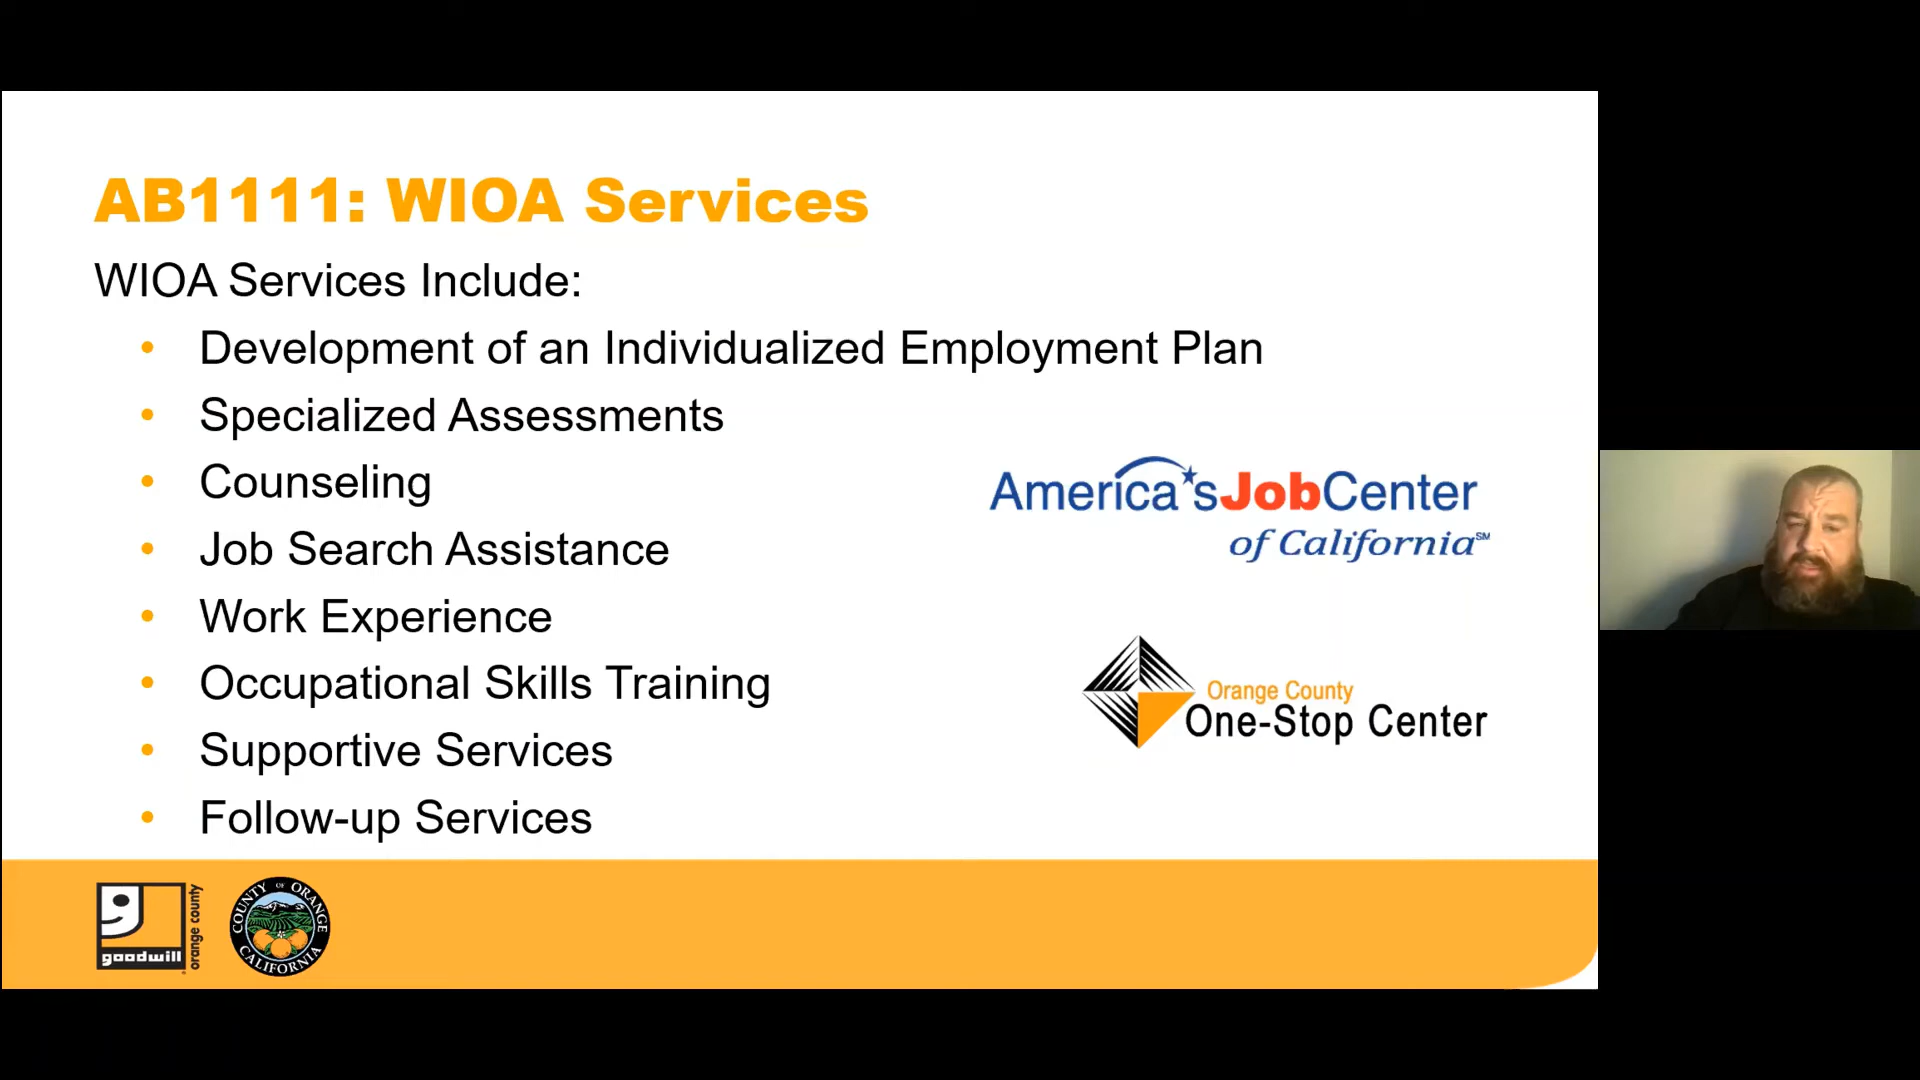 AB1111: WIOA Services
WIOA Services Include:
• Development of an Individualized Employment Plan
• Specialized Assessments
• Counseling
• Job Search Assistance
• Work Experience
• Occupational Skills Training
• Supportive Services
• Follow-up Services
America'sJobCenter
of California℠
Orange County
One-Stop Center
goodwill
orange county
COUNTY OF ORANGE
CALIFORNIA